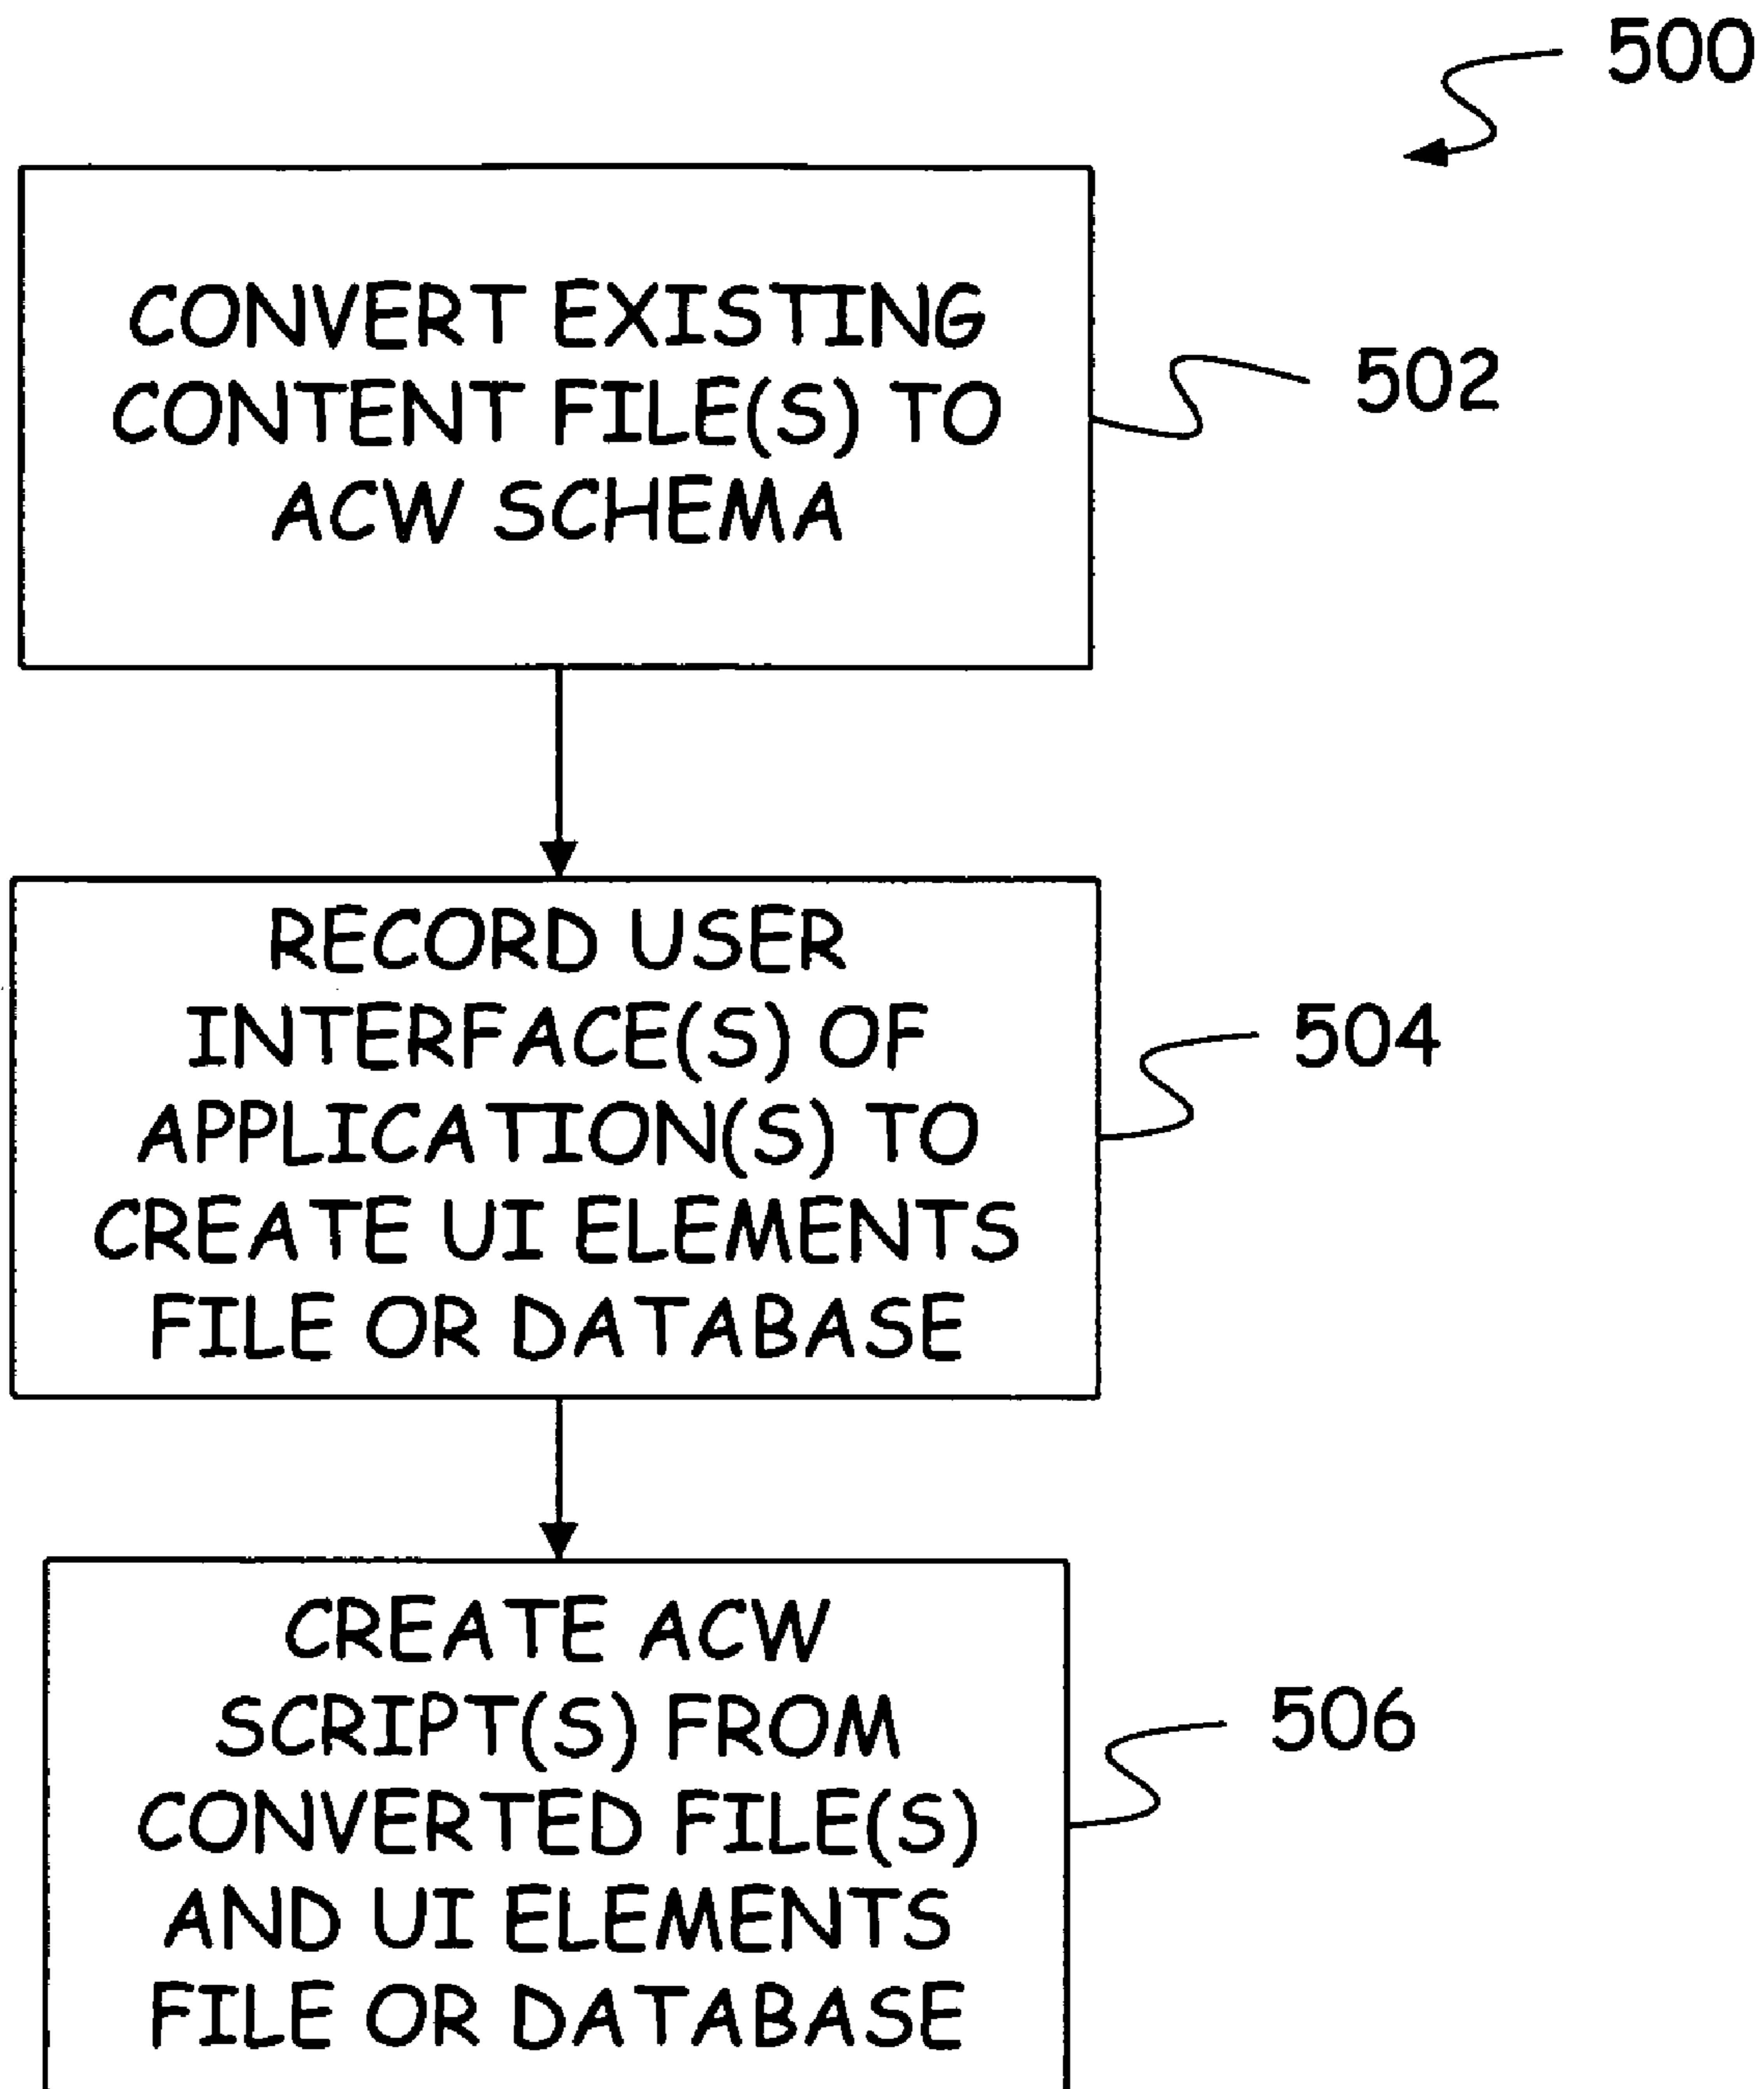 500
CONVERT EXISTING
CONTENT FILE(S) TO
ACW SCHEMA
502
RECORD USER
INTERFACE(S) OF
APPLICATION(S) TO
CREATE UI ELEMENTS
FILE OR DATABASE
504
CREATE ACW
SCRIPT(S) FROM
CONVERTED FILE(S)
AND UI ELEMENTS
FILE OR DATABASE
506